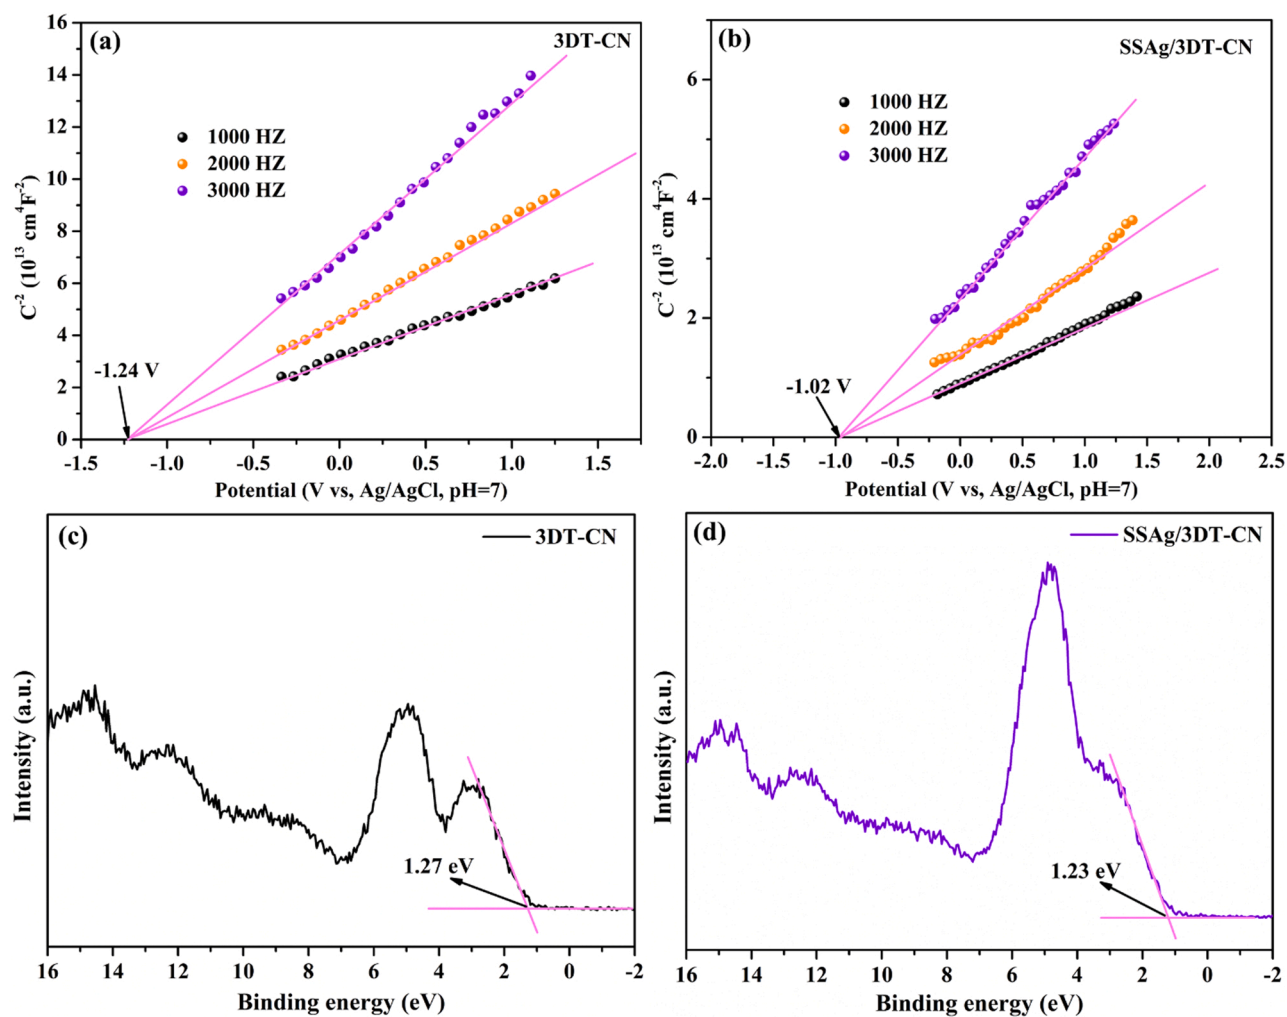 (a)
3DT-CN
1000 HZ
2000 HZ
3000 HZ
-1.24 V
C⁻² (10¹³ cm⁴F⁻²)
16
14
12
10
8
6
4
2
0
-1.5 -1.0 -0.5 0.0 0.5 1.0 1.5
Potential (V vs, Ag/AgCl, pH=7)
(b)
SSAg/3DT-CN
1000 HZ
2000 HZ
3000 HZ
-1.02 V
C⁻² (10¹³ cm⁴F⁻²)
6
4
2
0
-2.0 -1.5 -1.0 -0.5 0.0 0.5 1.0 1.5 2.0 2.5
Potential (V vs, Ag/AgCl, pH=7)
(c)
3DT-CN
Intensity (a.u.)
1.27 eV
16 14 12 10 8 6 4 2 0 -2
Binding energy (eV)
(d)
SSAg/3DT-CN
Intensity (a.u.)
1.23 eV
16 14 12 10 8 6 4 2 0 -2
Binding energy (eV)